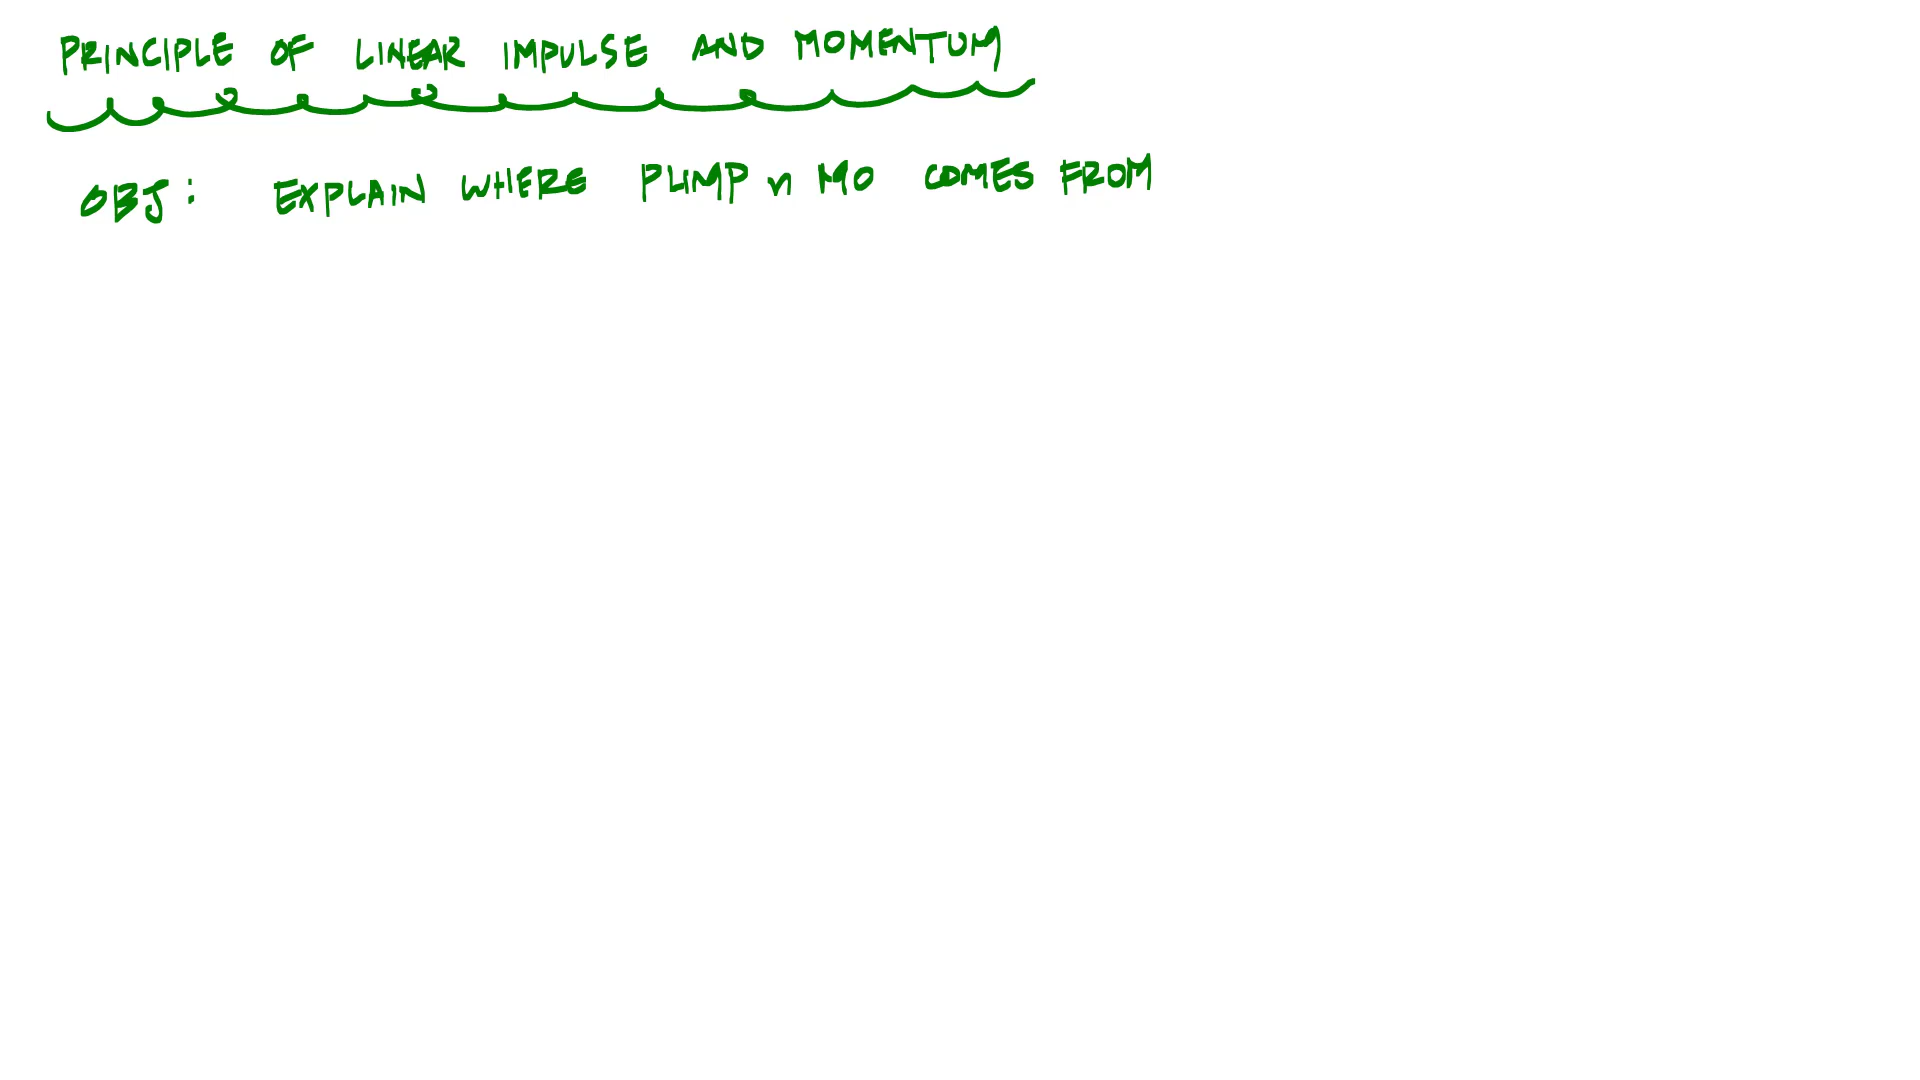 PRINCIPLE OF LINEAR IMPULSE AND MOMENTUM
OBJ: EXPLAIN WHERE PLIMP n MO COMES FROM